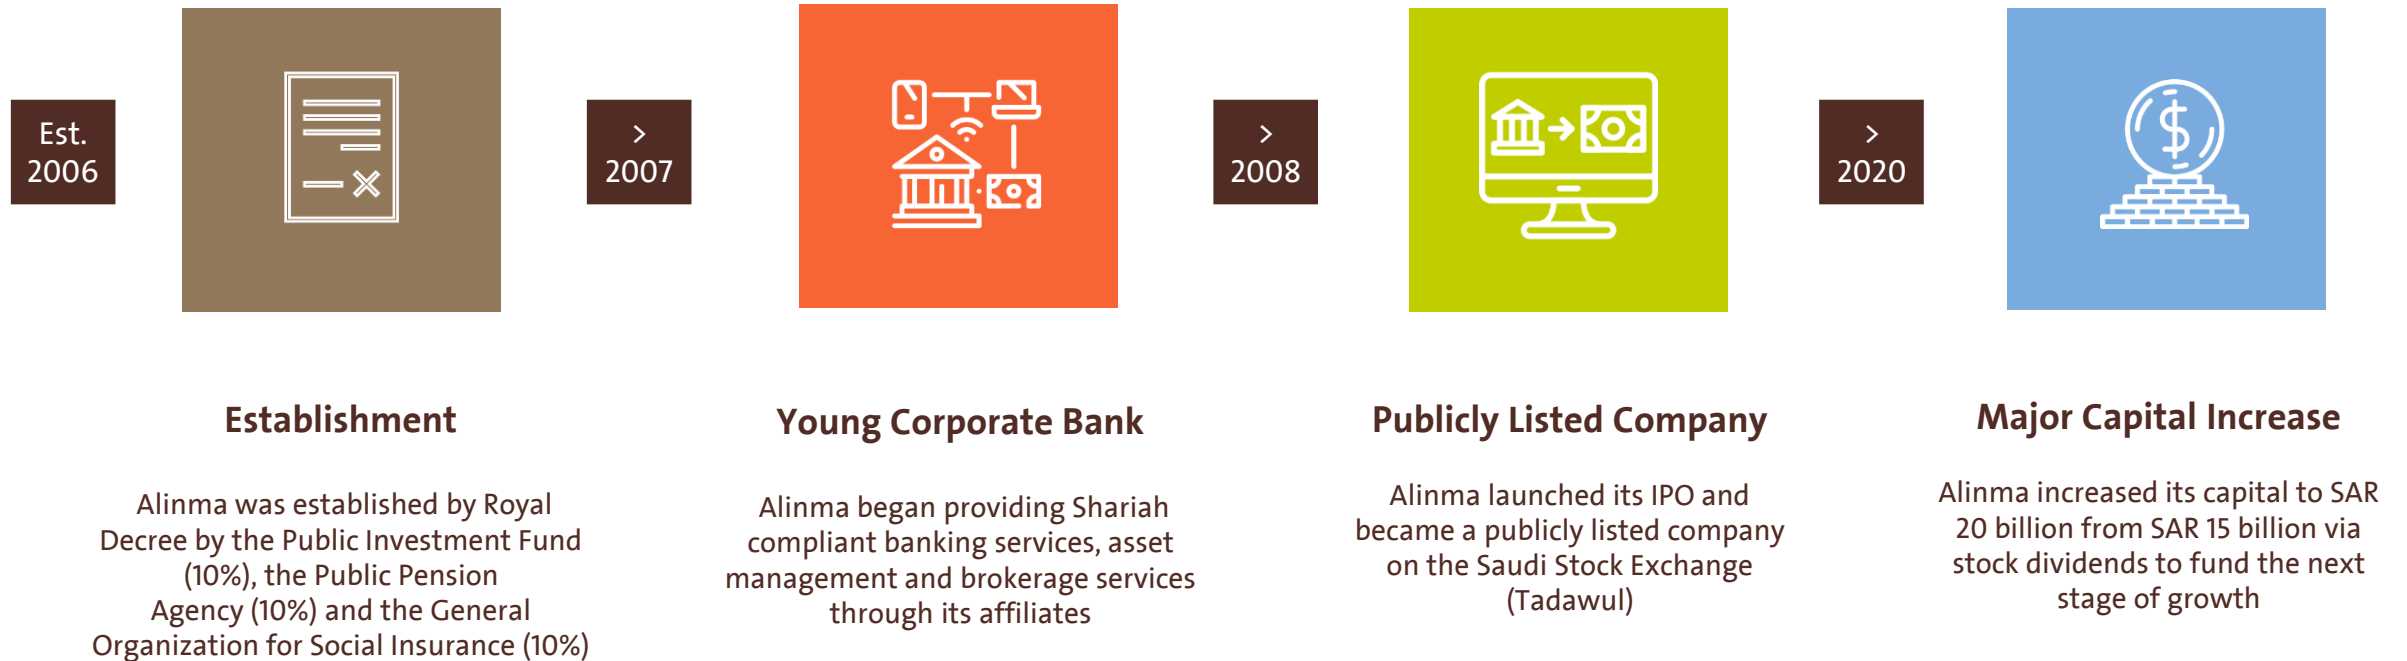 Est.
2006
>
2007
>
2008
>
2020
Establishment
Alinma was established by Royal
Decree by the Public Investment Fund
(10%), the Public Pension
Agency (10%) and the General
Organization for Social Insurance (10%)
Young Corporate Bank
Alinma began providing Shariah
compliant banking services, asset
management and brokerage services
through its affiliates
Publicly Listed Company
Alinma launched its IPO and
became a publicly listed company
on the Saudi Stock Exchange
(Tadawul)
Major Capital Increase
Alinma increased its capital to SAR
20 billion from SAR 15 billion via
stock dividends to fund the next
stage of growth